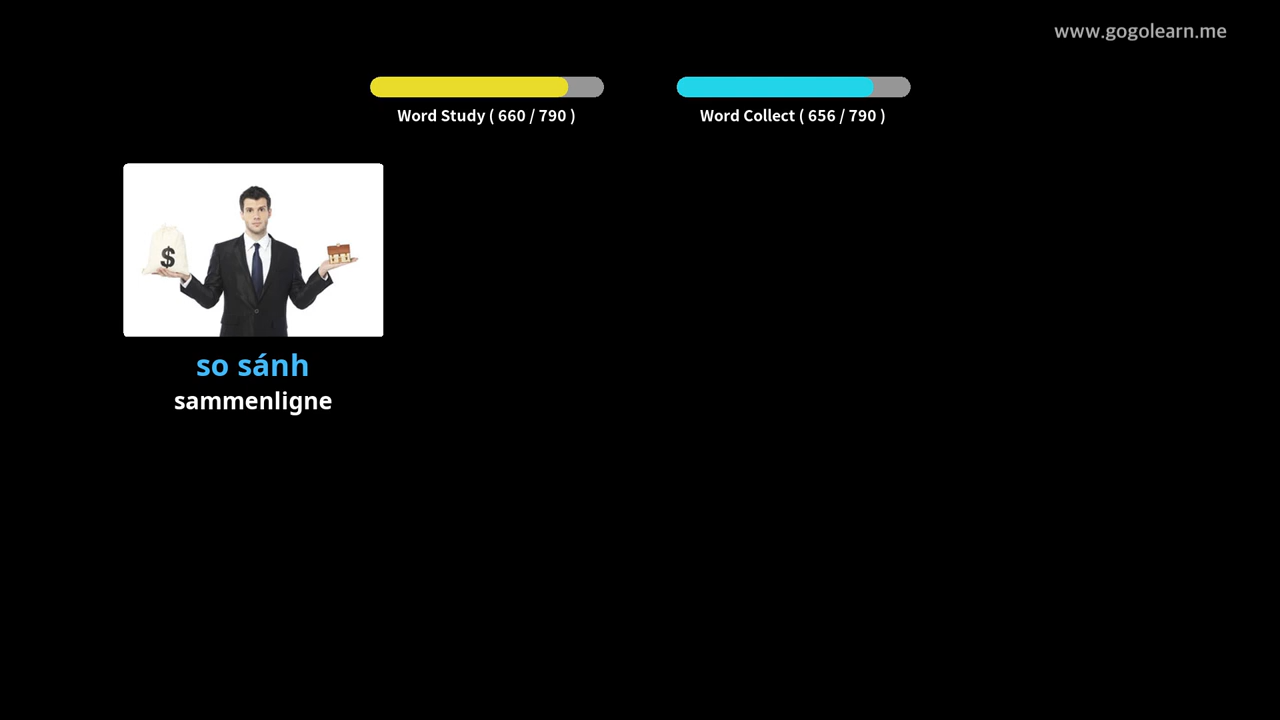 www.gogolearn.me
Word Study ( 660 / 790 )
Word Collect ( 656 / 790 )
$
so sánh
sammenligne